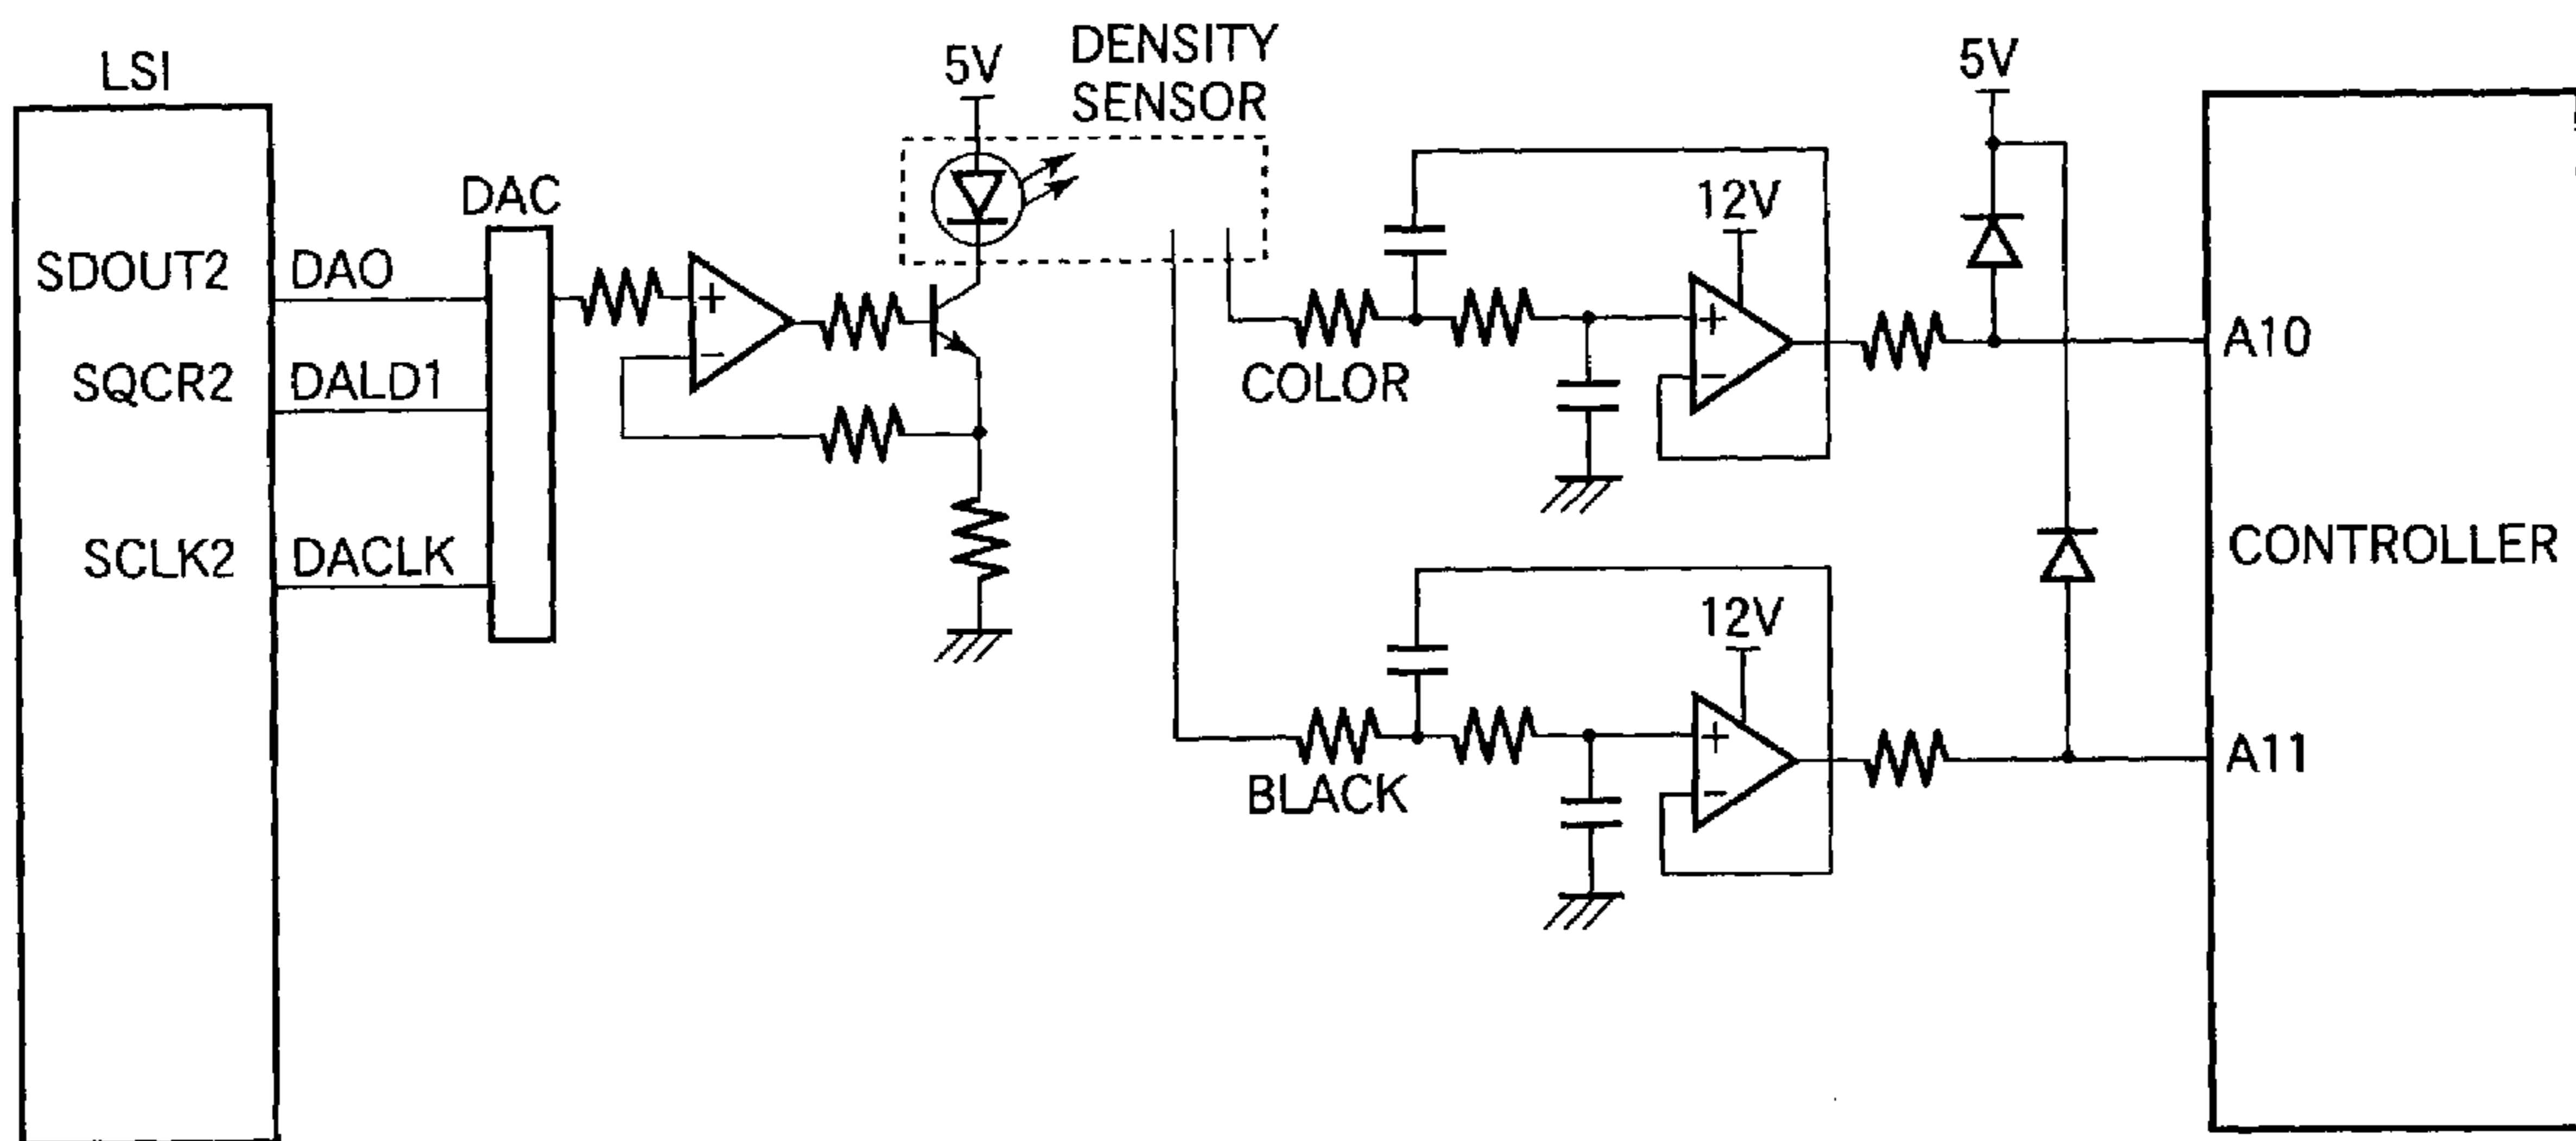 LSI
SDOUT2
SQCR2
SCLK2
DAO
DALD1
DACLK
DAC
+
−
5V
DENSITY
SENSOR
COLOR
12V
+
−
BLACK
12V
+
−
5V
A10
CONTROLLER
A11